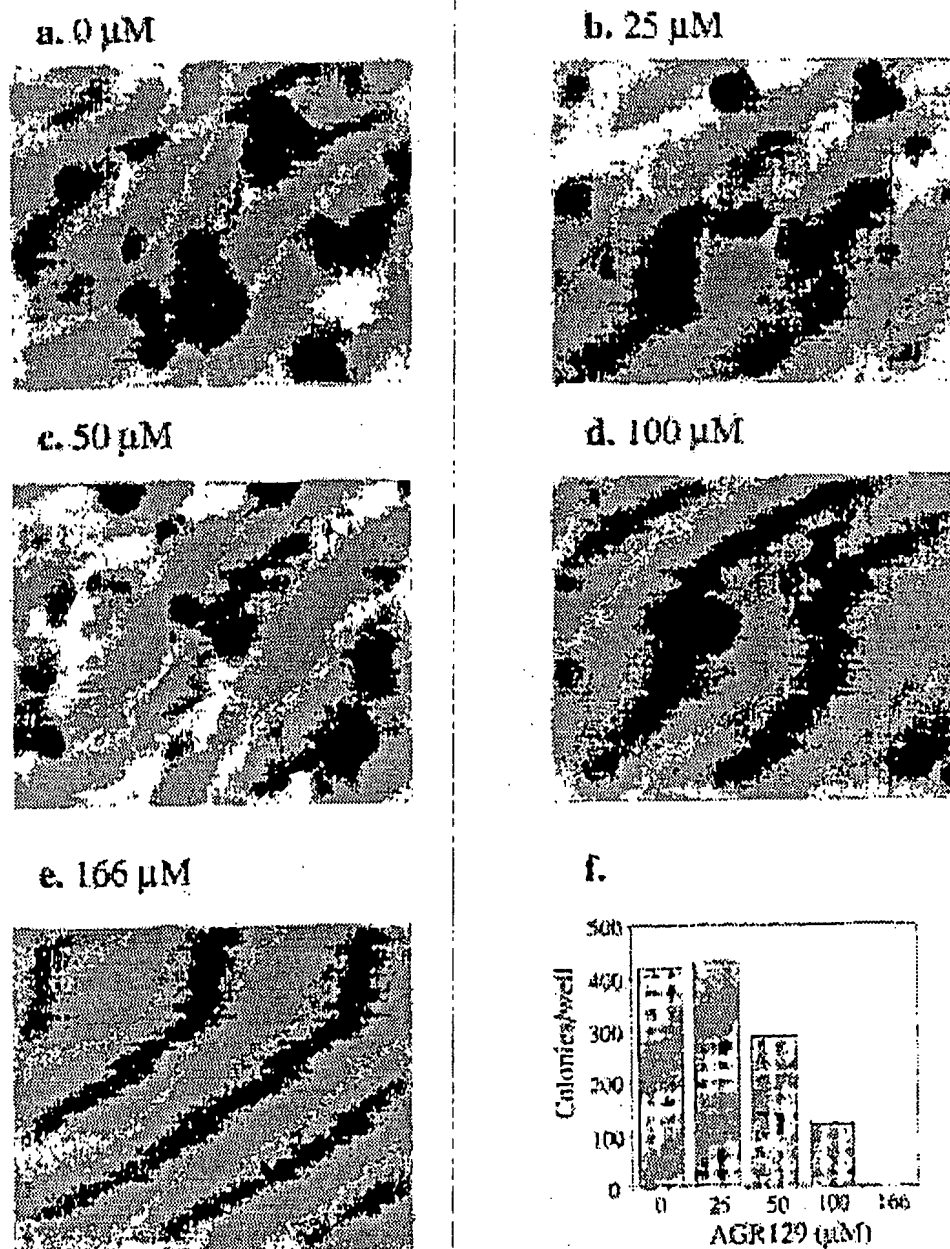 a. 0 µM
b. 25 µM
c. 50 µM
d. 100 µM
e. 166 µM
f.
500
400
300
200
100
0
Colonies/well
0 25 50 100 166
AGR129 (µM)